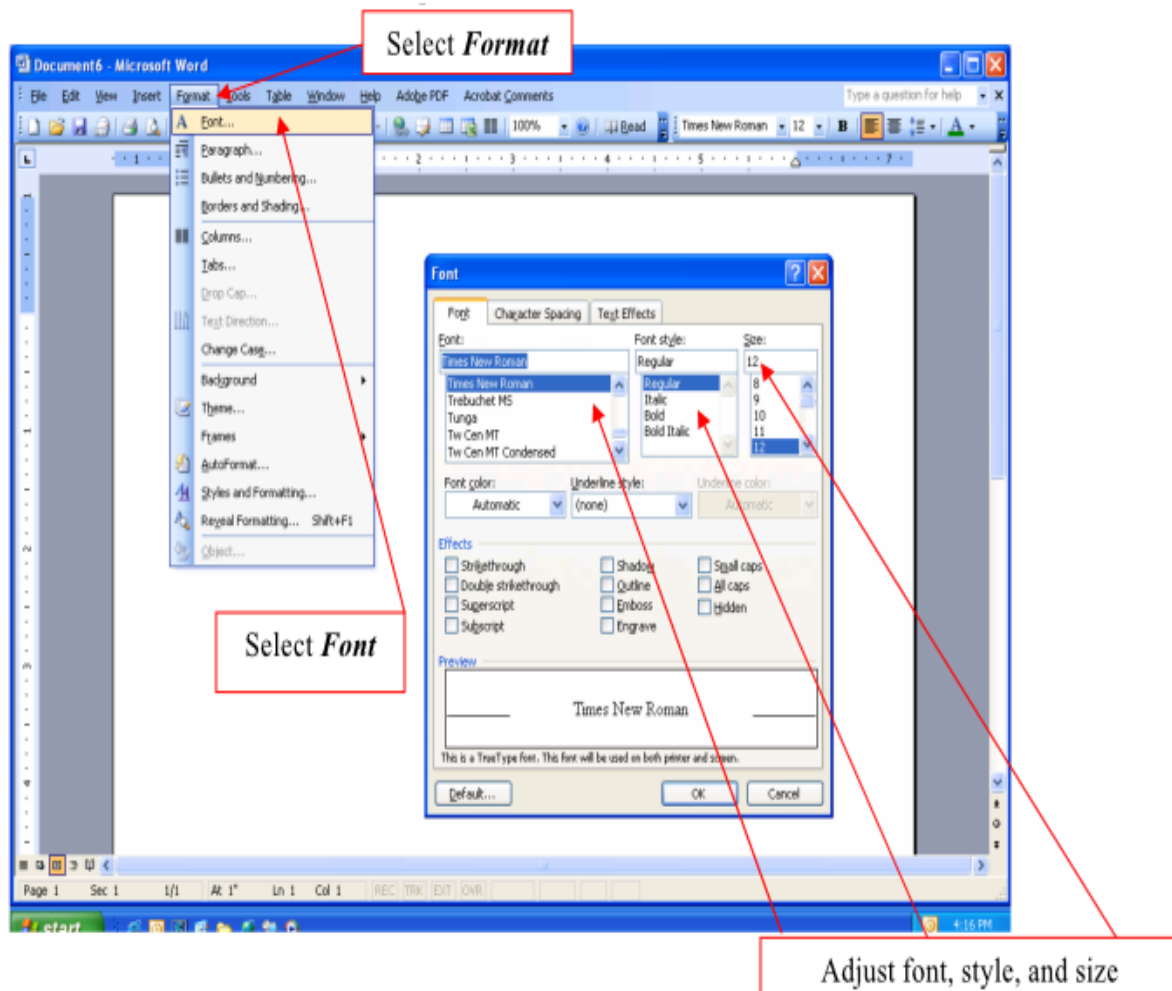 Select Format
Document6 - Microsoft Word
File Edit View Insert Format Tools Table Window Help Adobe PDF Acrobat Comments Type a question for help
100% Read Times New Roman 12 B A
Font...
Paragraph...
Bullets and Numbering...
Borders and Shading...
Columns...
Tabs...
Drop Cap...
Text Direction...
Change Case...
Background
Theme...
Frames
AutoFormat...
Styles and Formatting...
Reveal Formatting... Shift+F1
Object...
1 2 3 4 5 7
Font
Font Character Spacing Text Effects
Font: Font style: Size:
Times New Roman Regular 12
Times New Roman Regular 8
Trebuchet MS Italic 9
Tunga Bold 10
Tw Cen MT Bold Italic 11
Tw Cen MT Condensed 12
Font color: Underline style: Underline color:
Automatic (none) Automatic
Effects
Strikethrough Shadow Small caps
Double strikethrough Outline All caps
Superscript Emboss Hidden
Subscript Engrave
Preview
Times New Roman
This is a TrueType font. This font will be used on both printer and screen.
Default... OK Cancel
Select Font
Page 1 Sec 1 1/1 At 1" Ln 1 Col 1 REC TRK EXT OVR
start 4:16 PM
Adjust font, style, and size